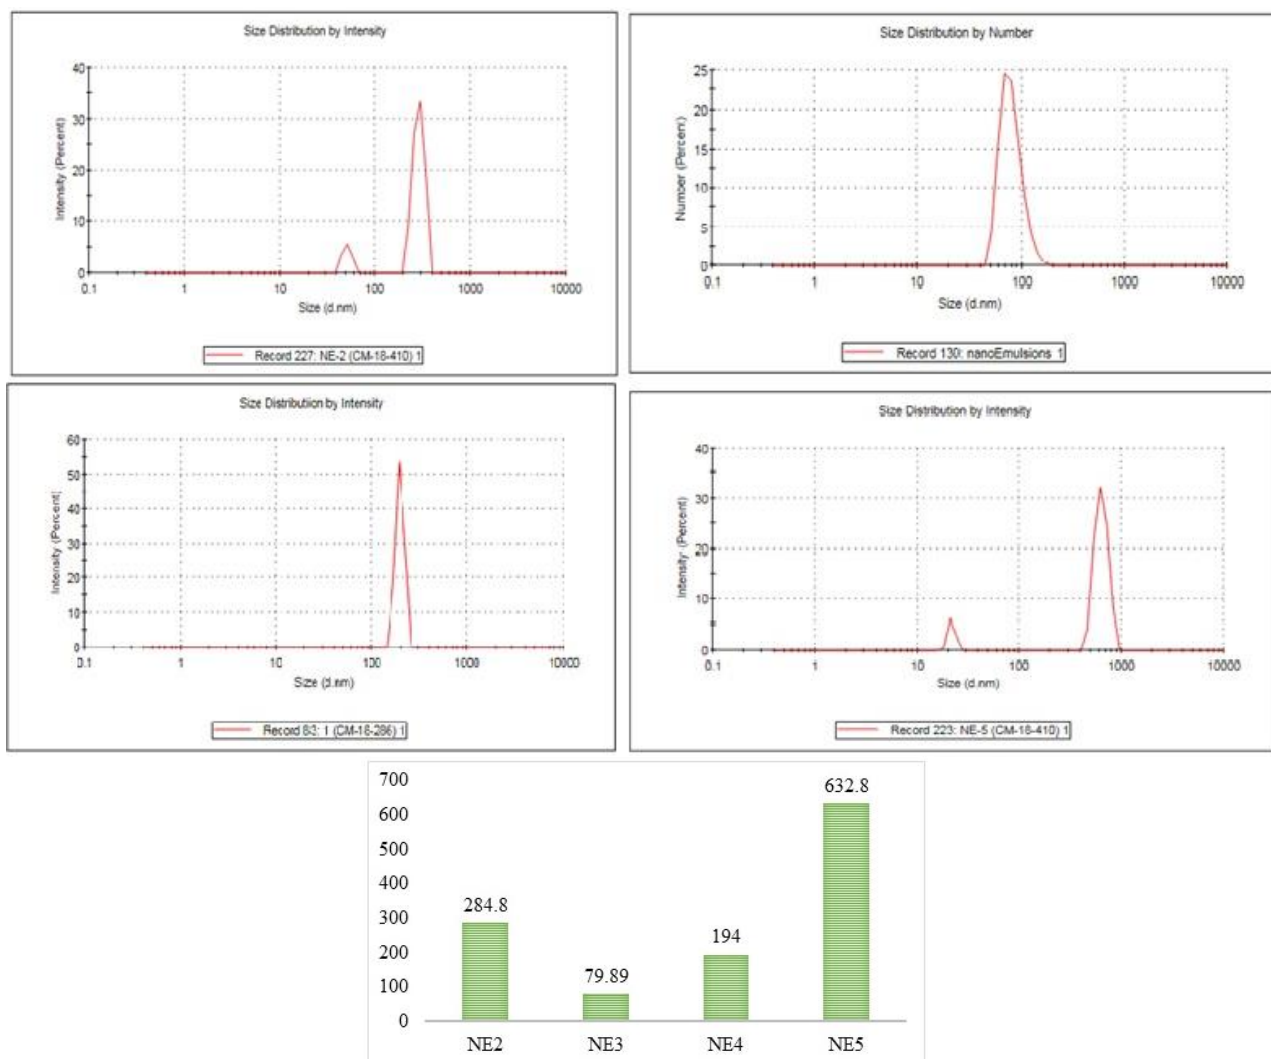 Size Distribution by Intensity
40
30
20
10
0
0.1 1 10 100 1000 10000
Intensity (Percent)
Size (d.nm)
Record 227: NE-2 (CM-18-410) 1
Size Distribution by Number
25
20
15
10
5
0
0.1 1 10 100 1000 10000
Number (Percent)
Size (d.nm)
Record 130: nanoEmulsions 1
Size Distribution by Intensity
60
50
40
30
20
10
0
0.1 1 10 100 1000 10000
Intensity (Percent)
Size (d.nm)
Record 83: 1 (CM-18-286) 1
Size Distribution by Intensity
40
30
20
10
0
0.1 1 10 100 1000 10000
Intensity (Percent)
Size (d.nm)
Record 223: NE-5 (CM-18-410) 1
700
600
500
400
300
200
100
0
284.8
79.89
194
632.8
NE2 NE3 NE4 NE5